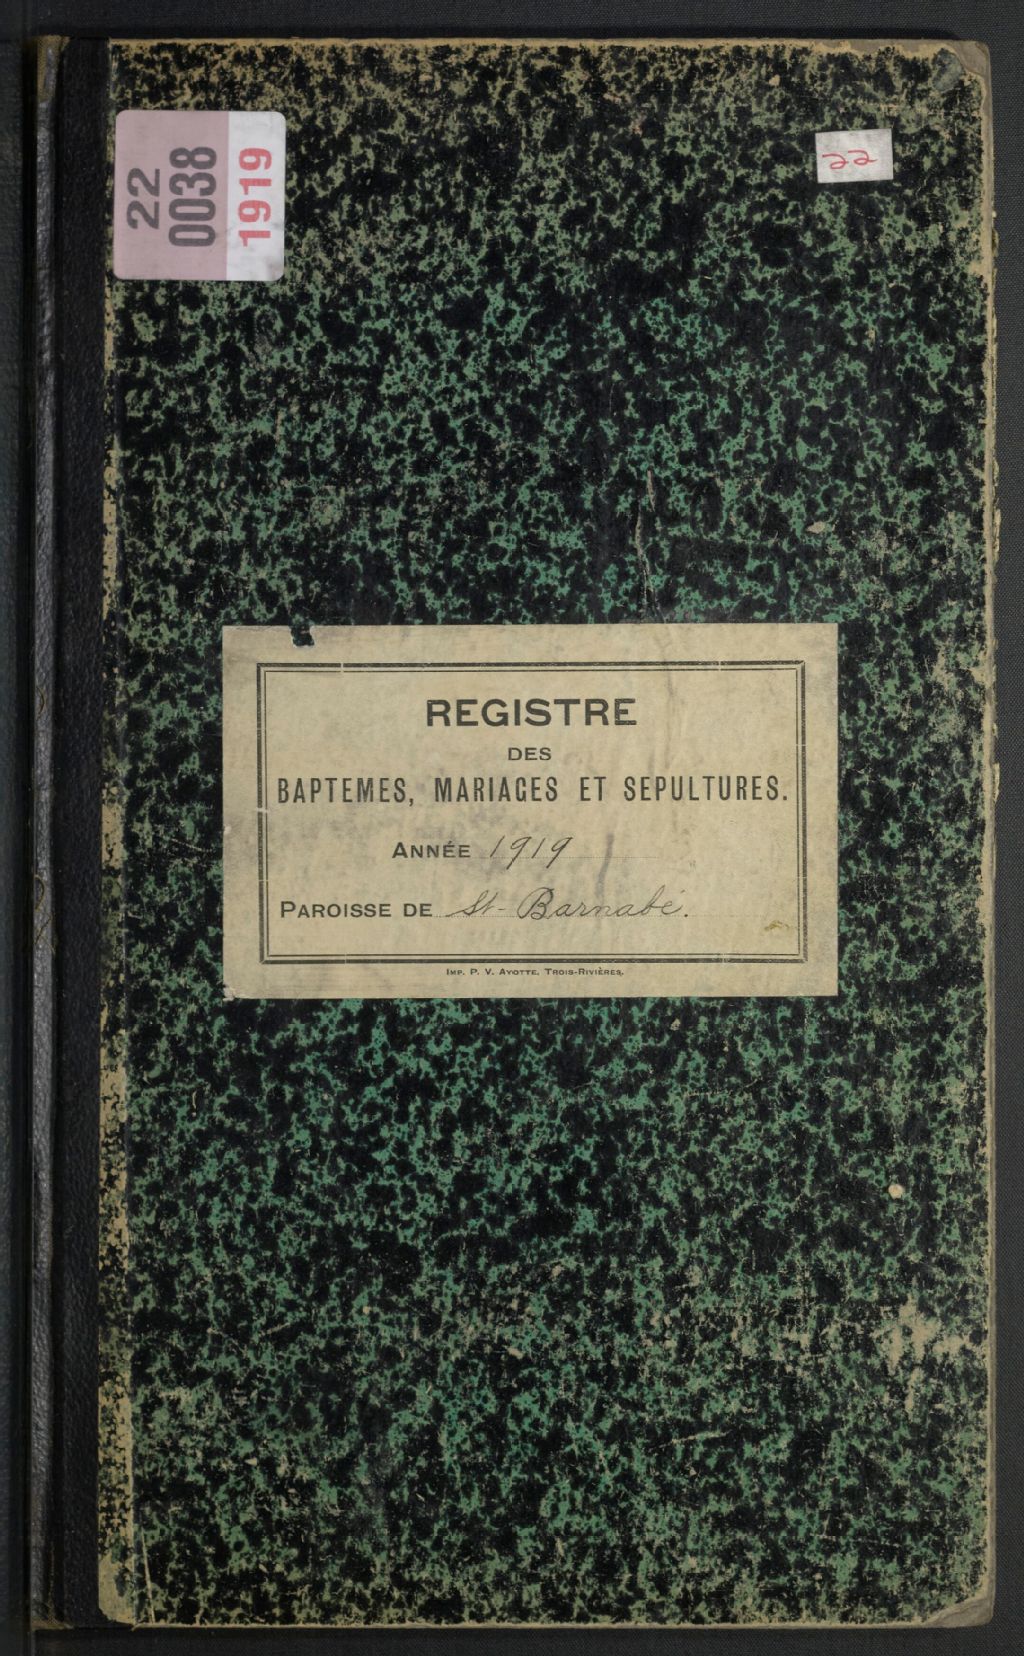 22
0038
1919
22
REGISTRE
DES
BAPTEMES, MARIAGES ET SEPULTURES.
ANNÉE 1919
PAROISSE DE St-Barnabé.
IMP. P. V. AYOTTE. TROIS-RIVIÈRES.